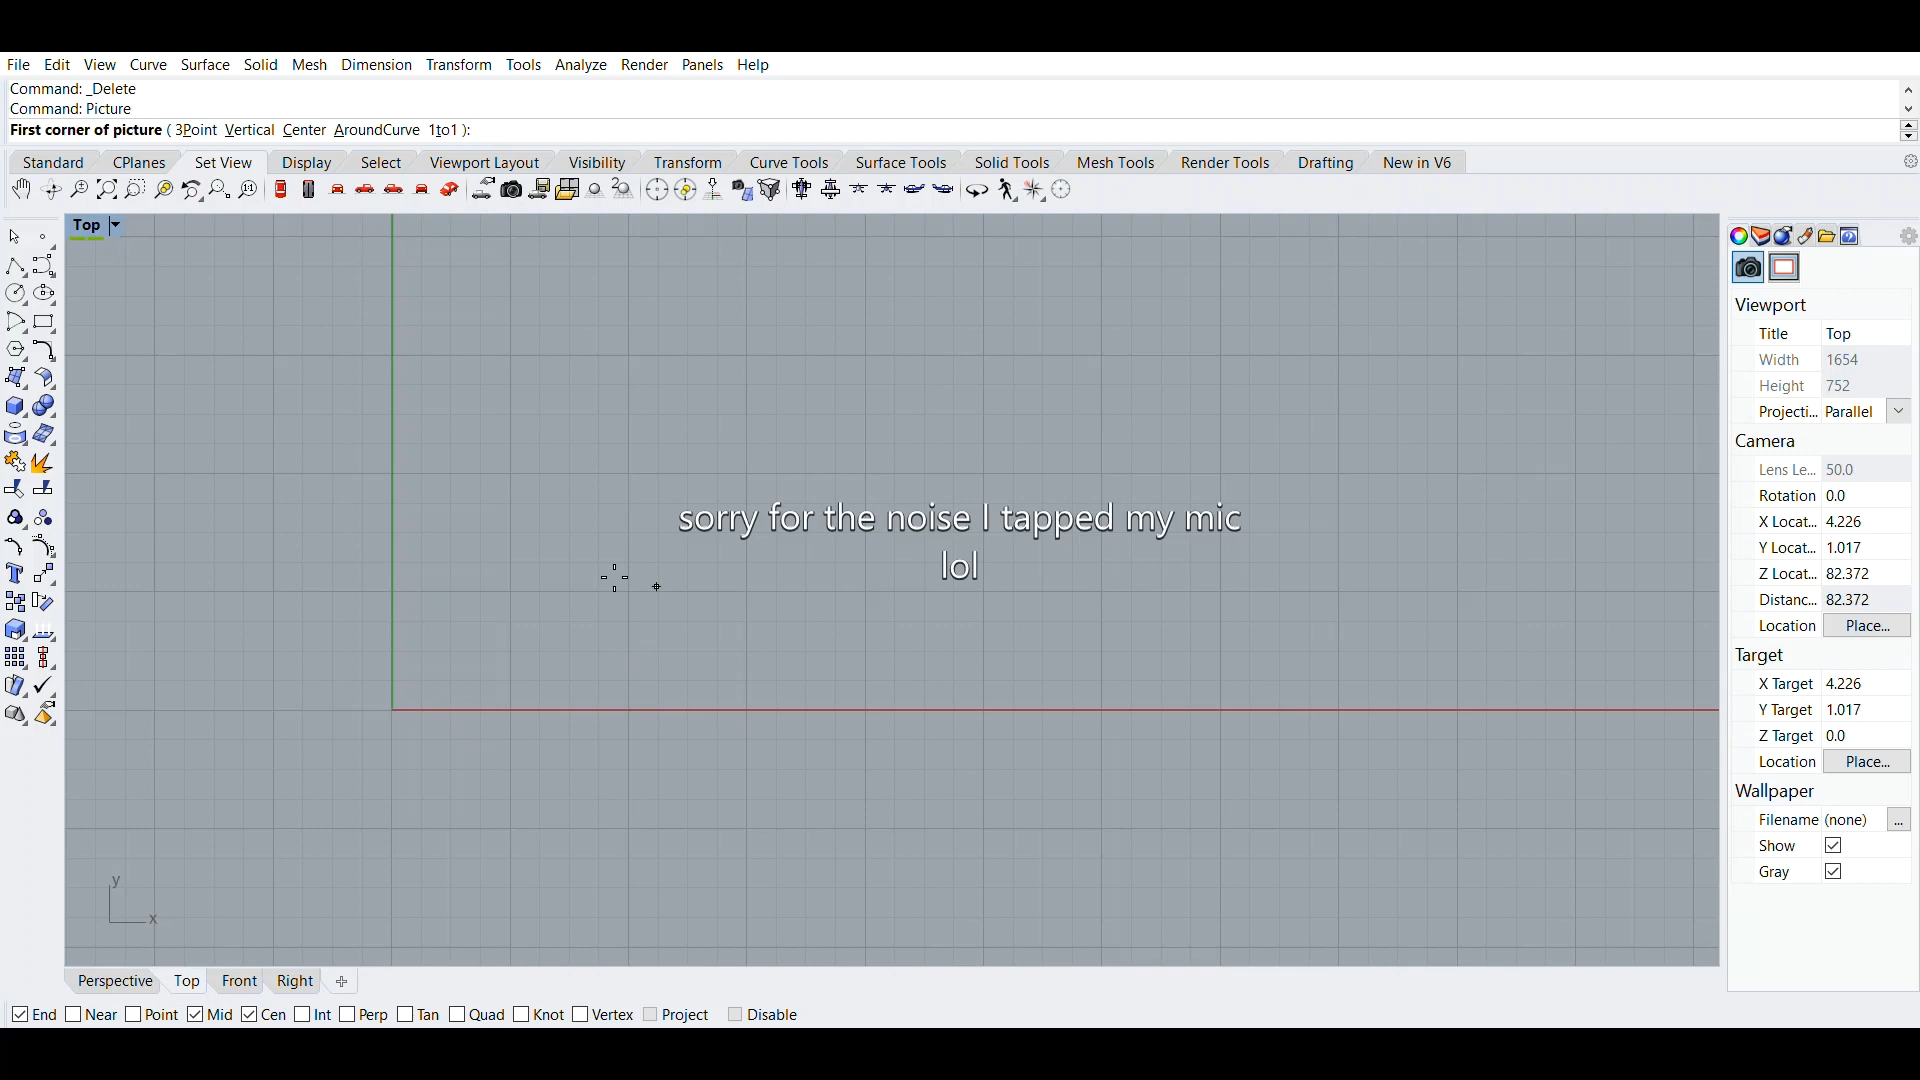 File Edit View Curve Surface Solid Mesh Dimension Transform Tools Analyze Render Panels Help
Command: _Delete
Command: Picture
First corner of picture ( 3Point Vertical Center AroundCurve 1to1 ):
Standard CPlanes Set View Display Select Viewport Layout Visibility Transform Curve Tools Surface Tools Solid Tools Mesh Tools Render Tools Drafting New in V6
Top
sorry for the noise I tapped my mic
lol
y
x
Viewport
Title Top
Width 1654
Height 752
Projecti... Parallel
Camera
Lens Le... 50.0
Rotation 0.0
X Locat... 4.226
Y Locat... 1.017
Z Locat... 82.372
Distanc... 82.372
Location Place...
Target
X Target 4.226
Y Target 1.017
Z Target 0.0
Location Place...
Wallpaper
Filename (none) ...
Show
Gray
Perspective Top Front Right
End Near Point Mid Cen Int Perp Tan Quad Knot Vertex Project Disable